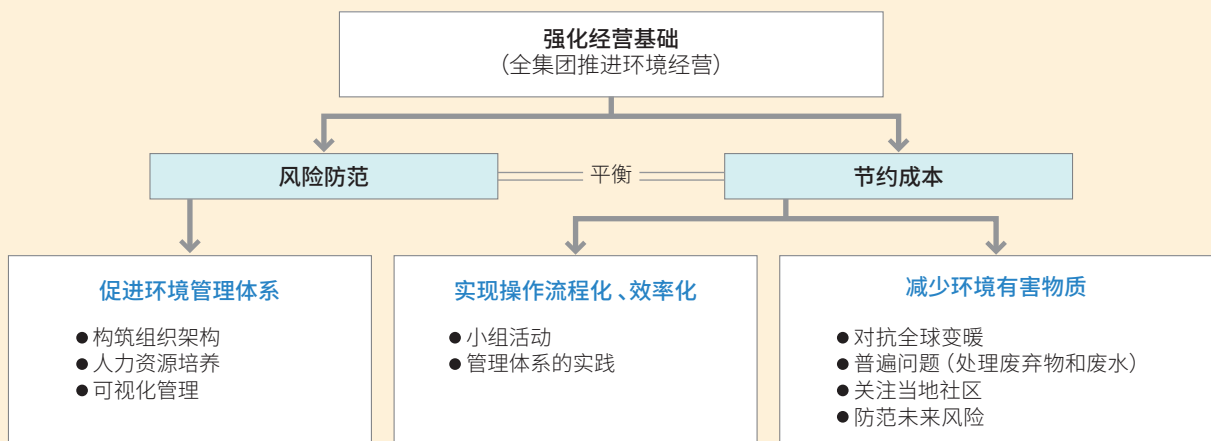 强化经营基础
（全集团推进环境经营）
风险防范
平衡
节约成本
促进环境管理体系
●构筑组织架构
●人力资源培养
●可视化管理
实现操作流程化、效率化
●小组活动
●管理体系的实践
减少环境有害物质
●对抗全球变暖
●普遍问题（处理废弃物和废水）
●关注当地社区
●防范未来风险